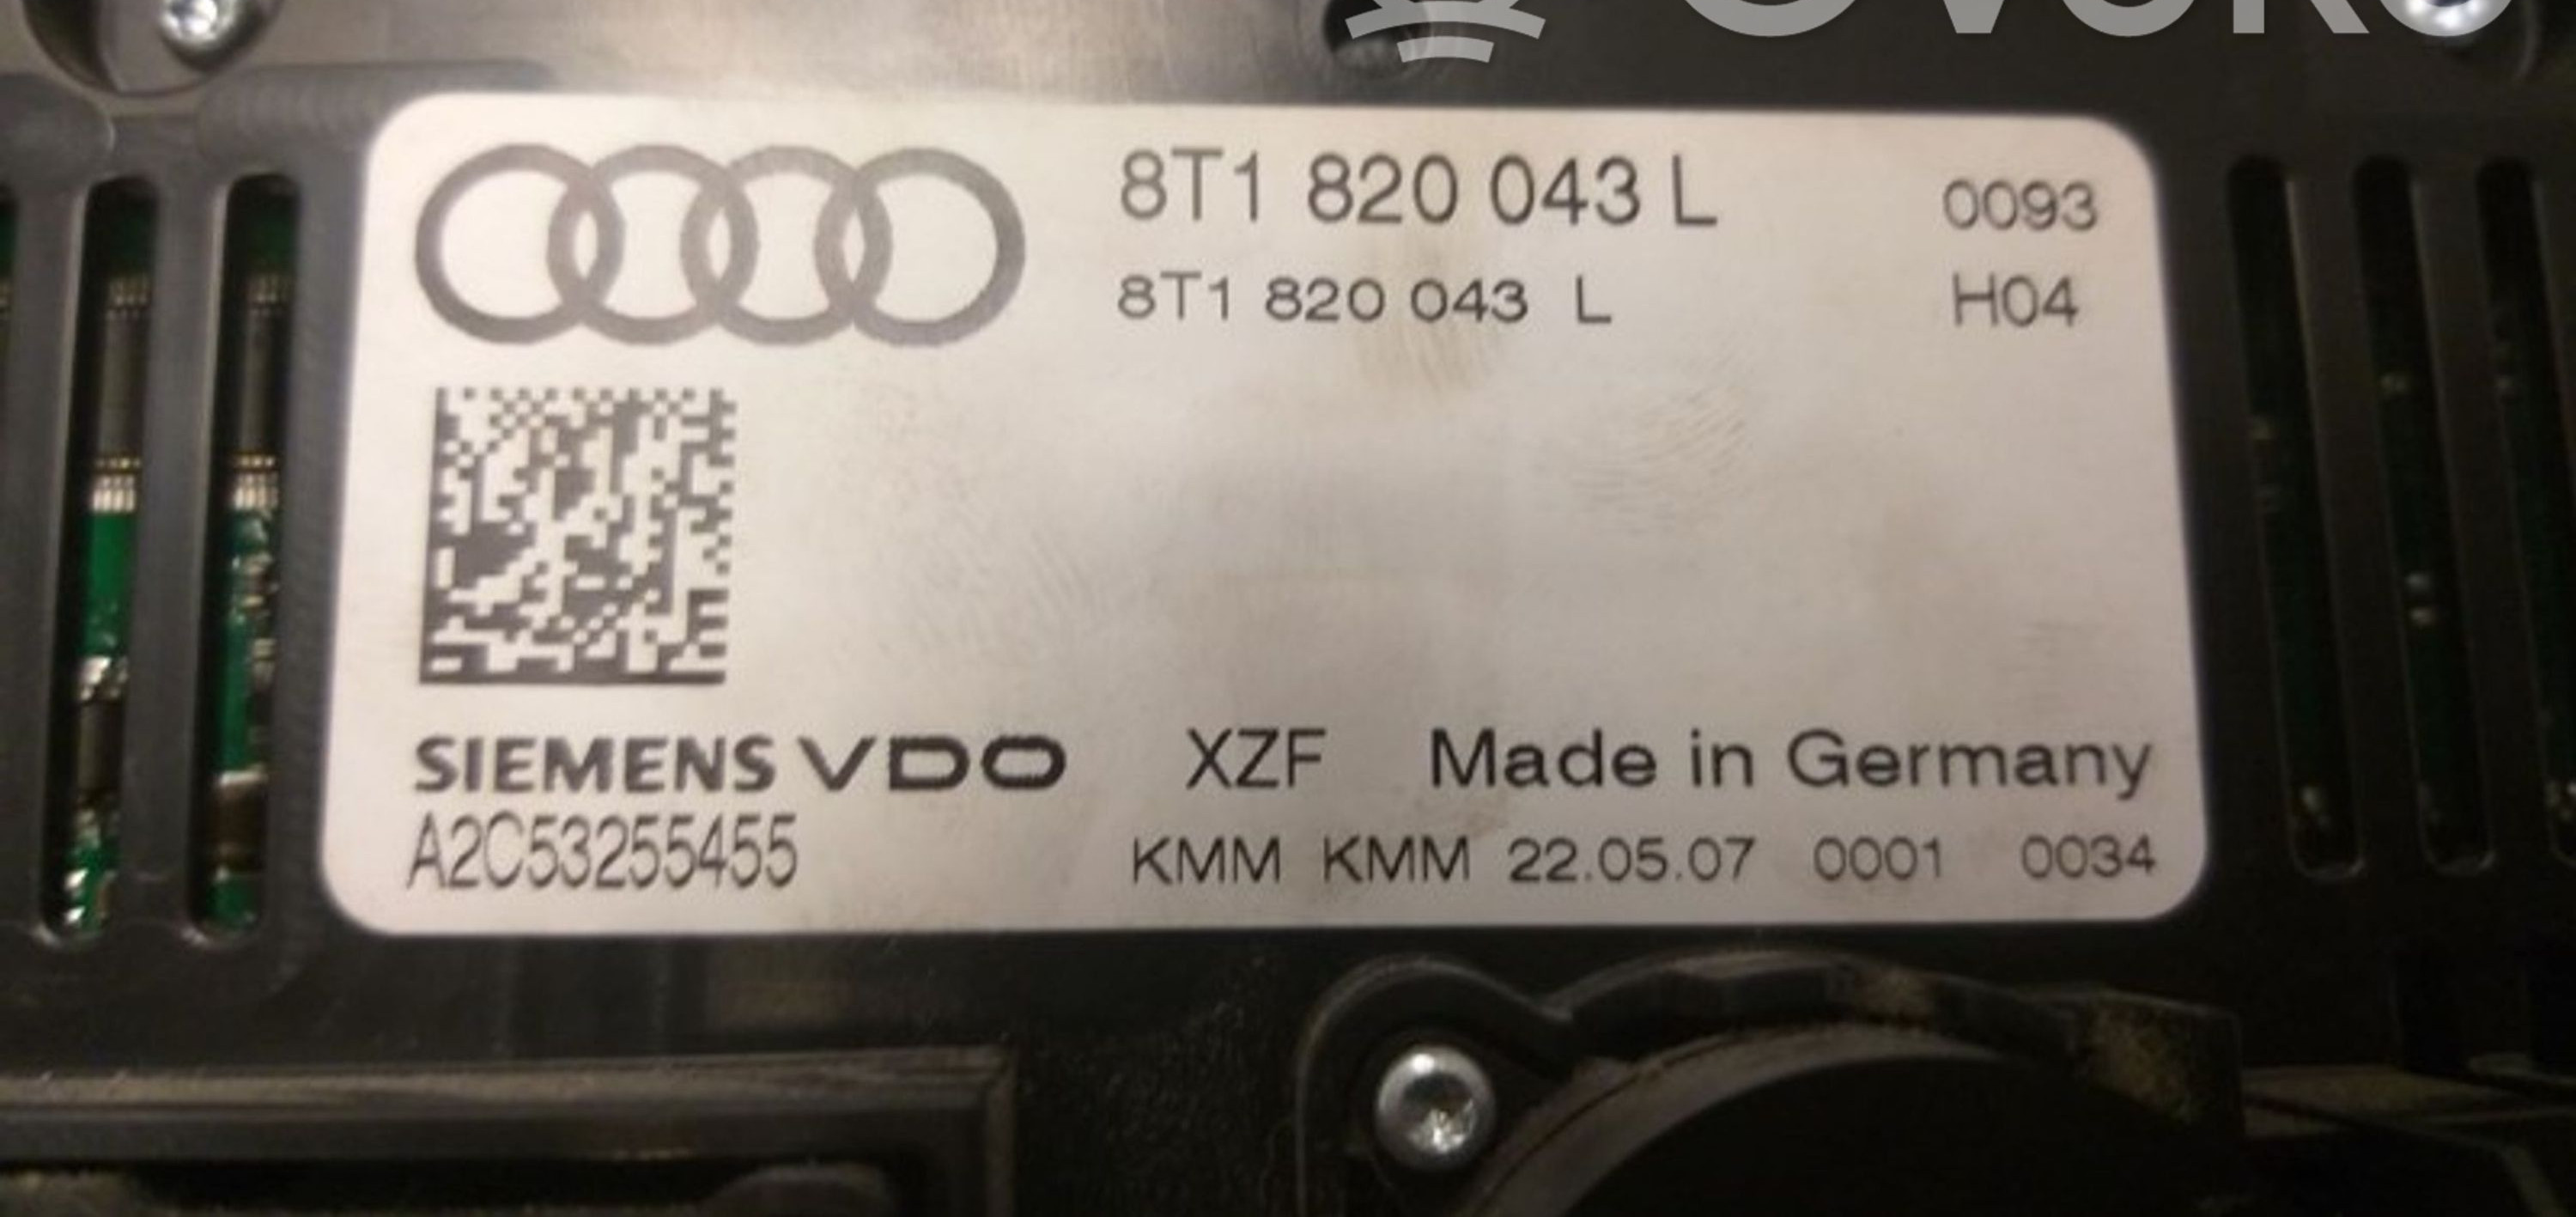 8T1 820 043 L 0093
8T1 820 043 L H04
SIEMENS VDO XZF Made in Germany
A2C53255455 KMM KMM 22.05.07 0001 0034